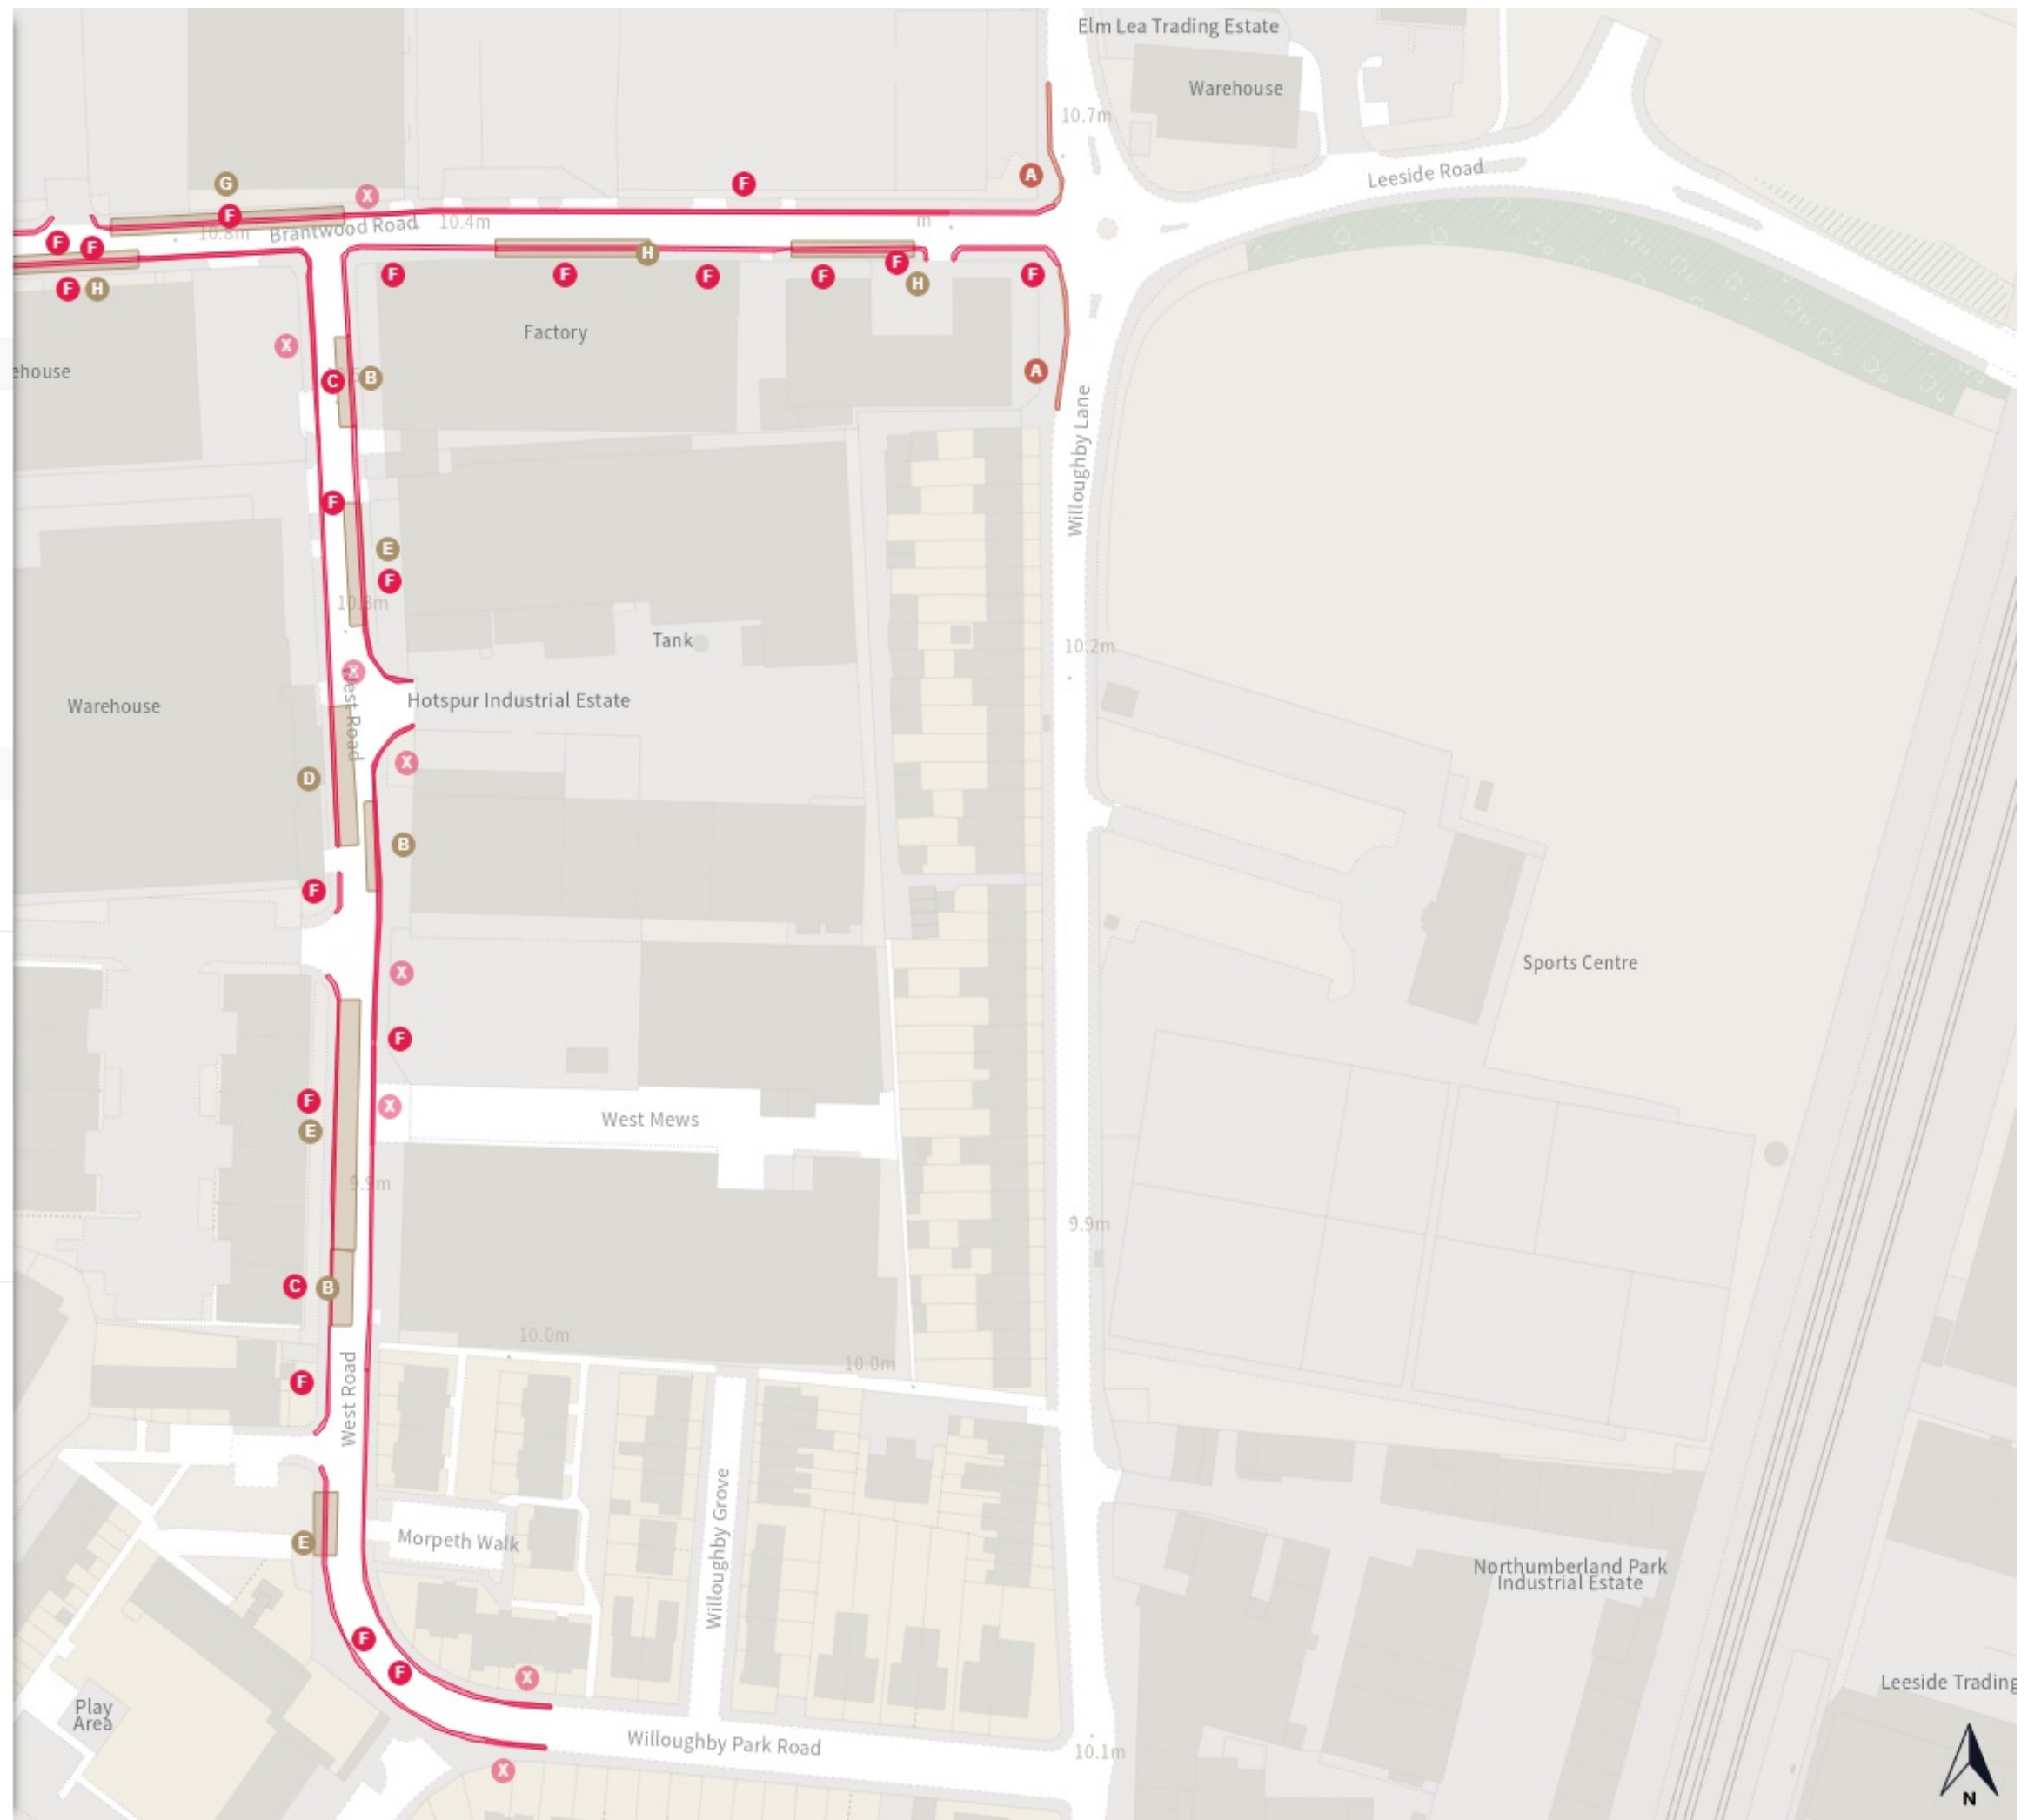 Elm Lea Trading Estate
Warehouse
10.7m
Leeside Road
A
F
G
X
F
10.8m
Brantwood Road
10.4m
m
F
F
F
H
F
F
F
H
F
F
F
H
F
X
Factory
ehouse
C
B
A
Willoughby Lane
F
E
F
10.8m
10.2m
Tank
X
est Road
Hotspur Industrial Estate
Warehouse
X
D
B
F
Sports Centre
X
F
F
X
West Mews
E
9.9m
9.9m
C
B
10.0m
10.0m
F
West Road
E
Morpeth Walk
Willoughby Grove
Northumberland Park
Industrial Estate
F
F
X
Leeside Trading
Play
Area
Willoughby Park Road
10.1m
X
N